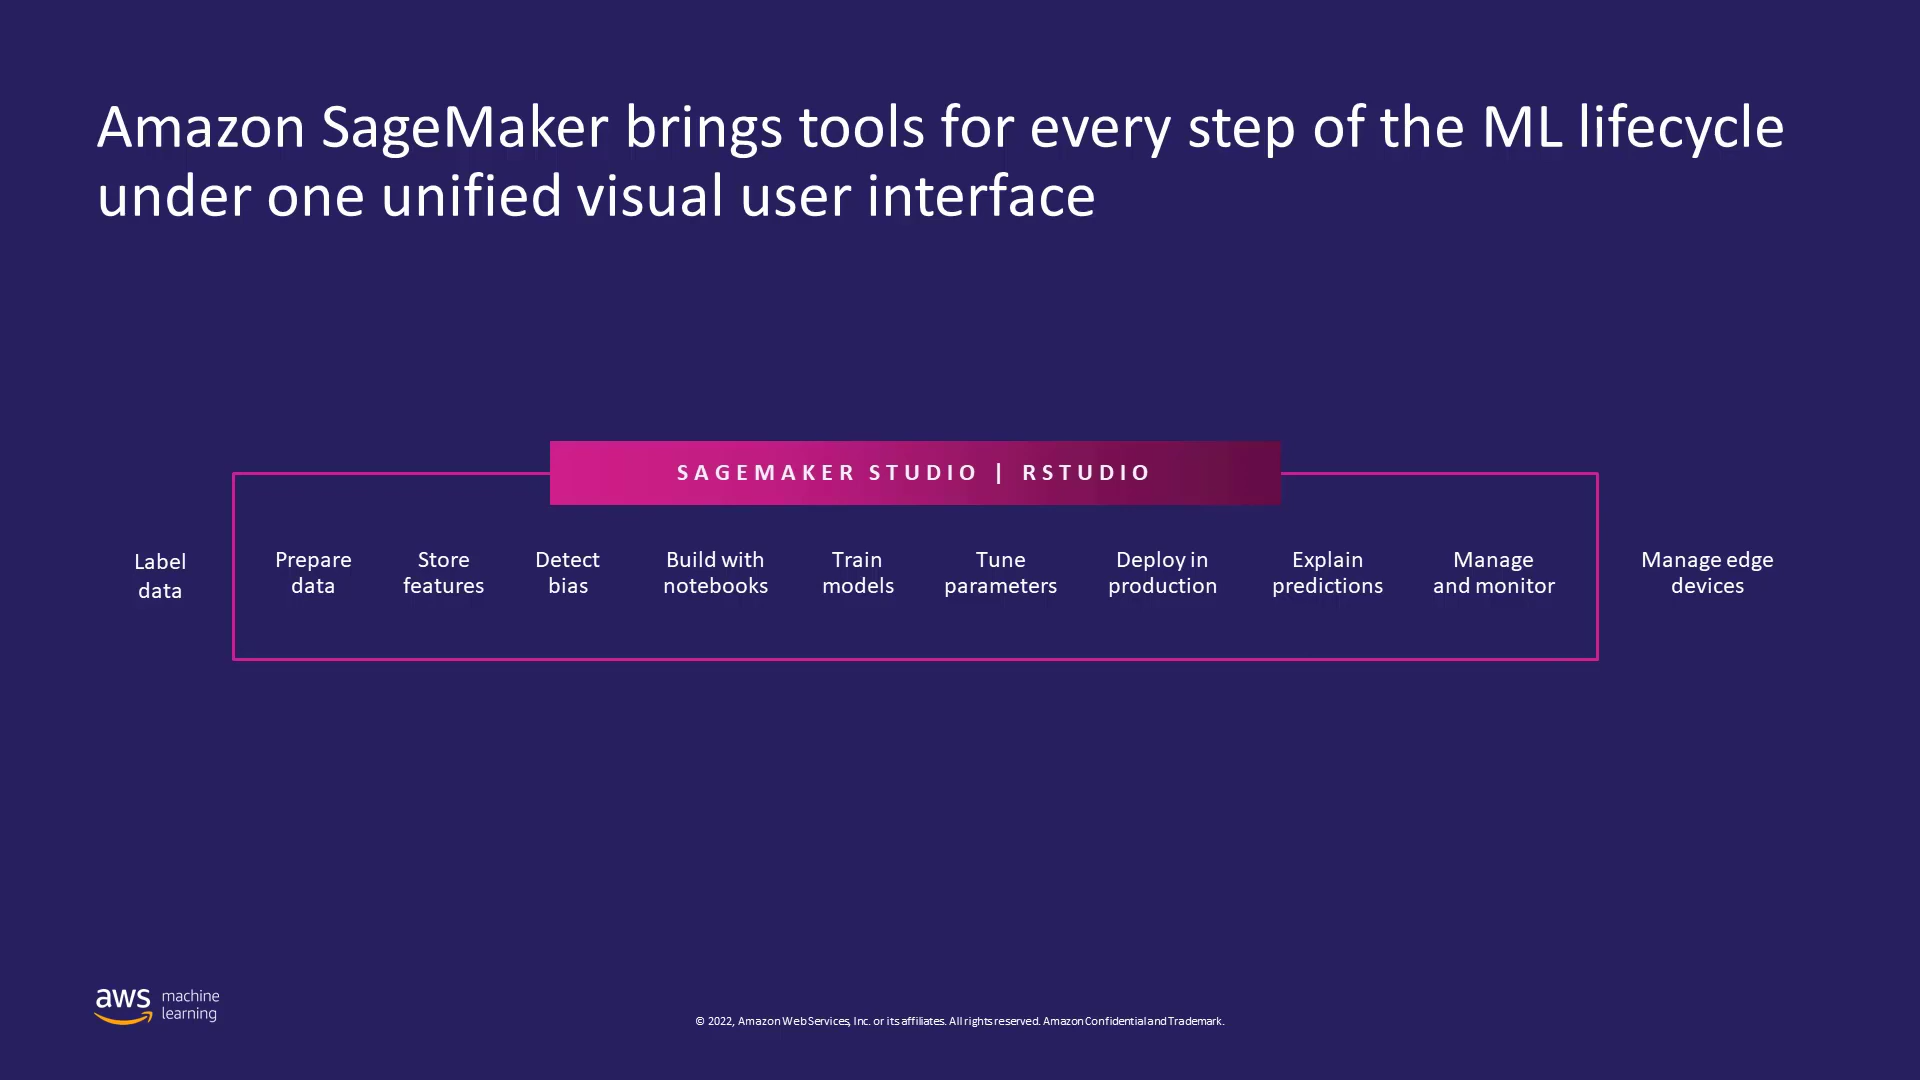 Amazon SageMaker brings tools for every step of the ML lifecycle
under one unified visual user interface
SAGEMAKER STUDIO | RSTUDIO
Label
data
Prepare
data
Store
features
Detect
bias
Build with
notebooks
Train
models
Tune
parameters
Deploy in
production
Explain
predictions
Manage
and monitor
Manage edge
devices
aws machine
learning
© 2022, Amazon Web Services, Inc. or its affiliates. All rights reserved. Amazon Confidential and Trademark.